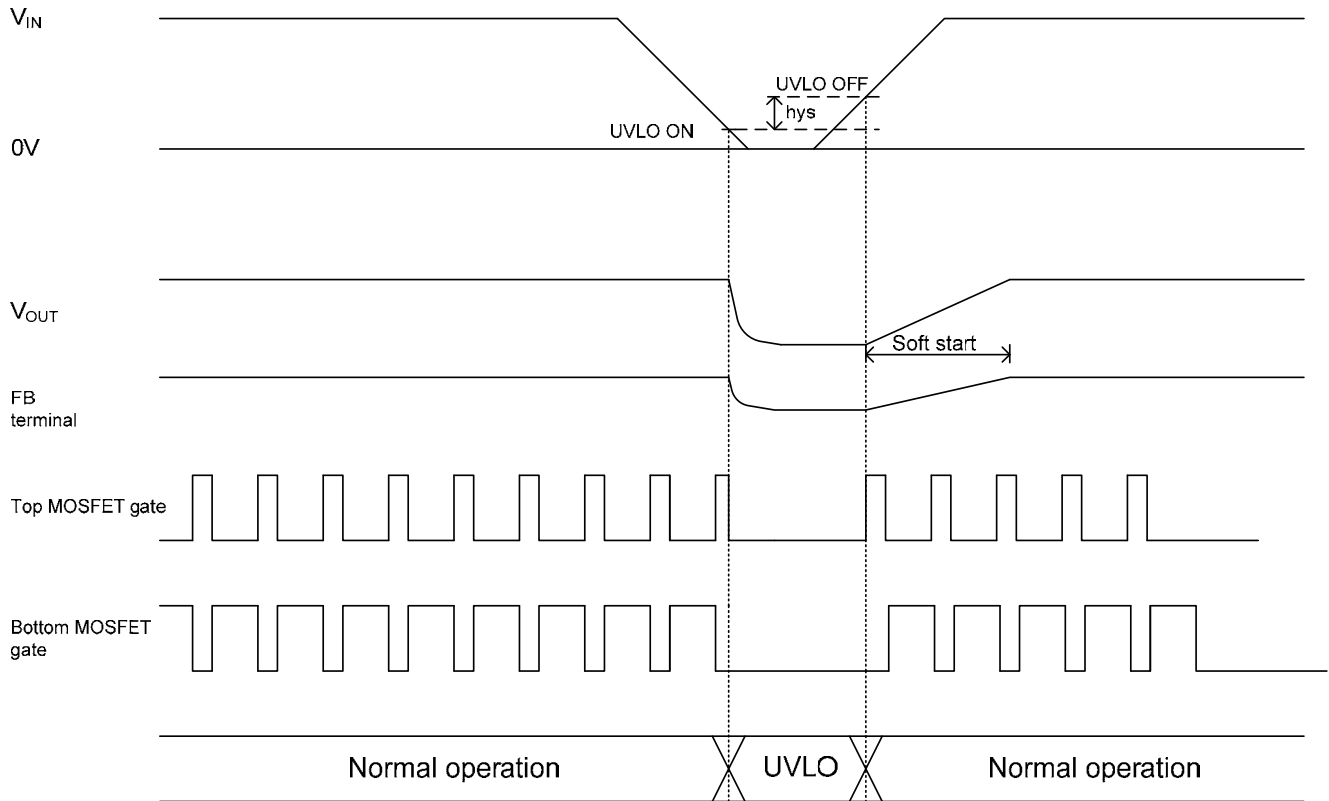 VIN
UVLO OFF
hys
UVLO ON
0V
VOUT
Soft start
FB
terminal
Top MOSFET gate
Bottom MOSFET
gate
Normal operation
UVLO
Normal operation